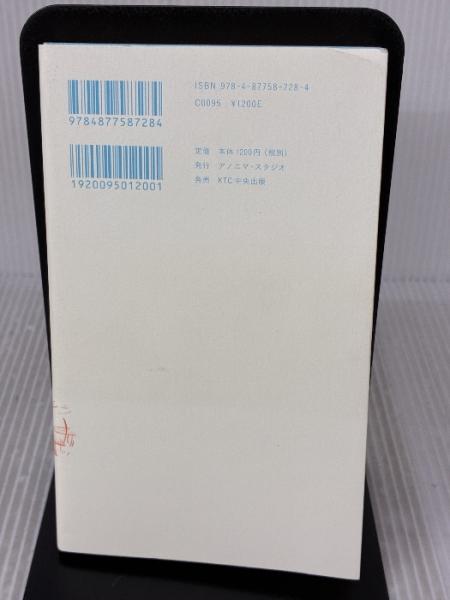 ISBN 978-4-87758-728-4
C0095 ¥1200E
9784877587284
定価 本体1200円(税別)
発行 アノニマ・スタジオ
発売 KTC中央出版
1920095012001